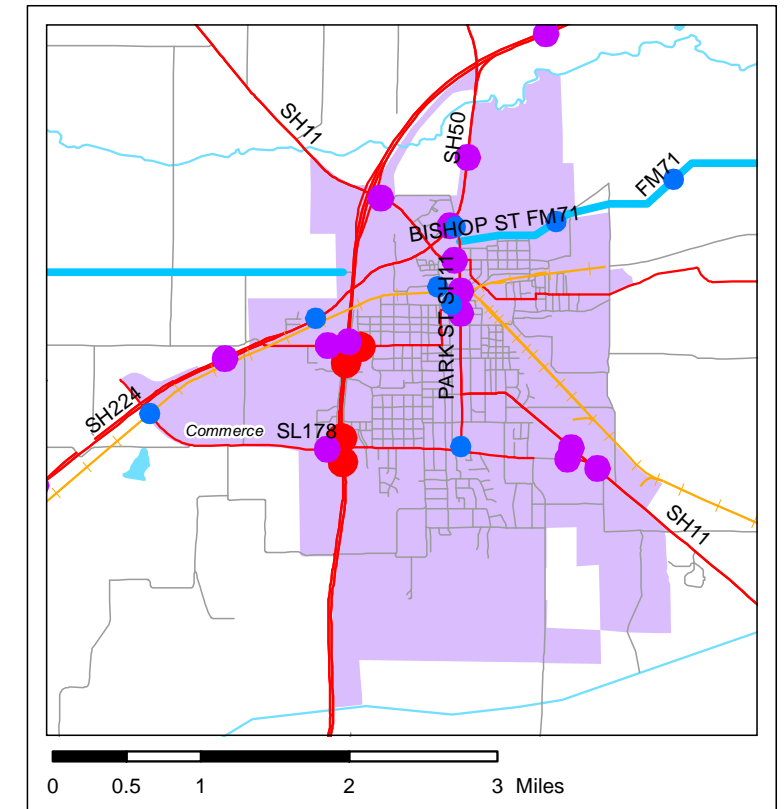 SH11
SH50
FM71
BISHOP ST FM71
PARK ST SH11
SH224
Commerce
SL178
SH11
0 0.5 1 2 3 Miles